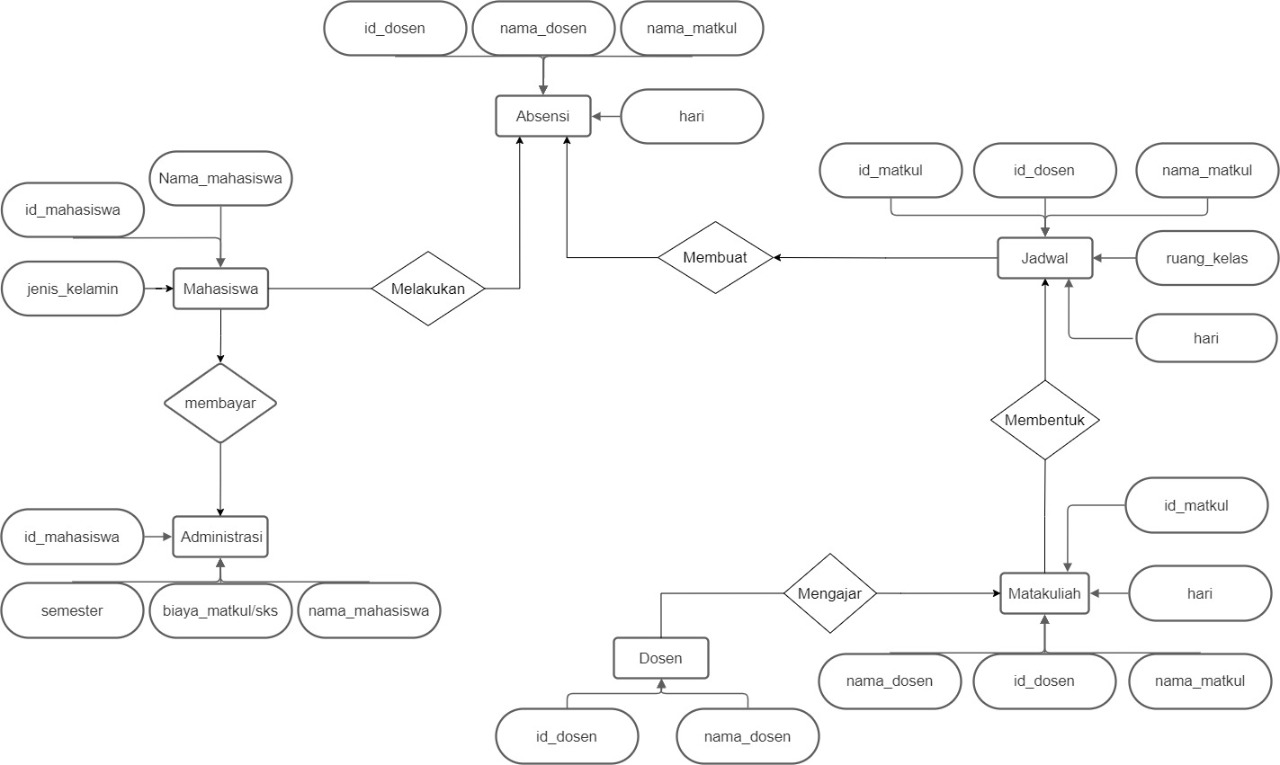 id_dosen
nama_dosen
nama_matkul
Absensi
hari
id_matkul
id_dosen
nama_matkul
Nama_mahasiswa
id_mahasiswa
Membuat
Jadwal
ruang_kelas
jenis_kelamin
Mahasiswa
Melakukan
hari
membayar
Membentuk
id_matkul
id_mahasiswa
Administrasi
Mengajar
Matakuliah
hari
semester
biaya_matkul/sks
nama_mahasiswa
Dosen
nama_dosen
id_dosen
nama_matkul
id_dosen
nama_dosen